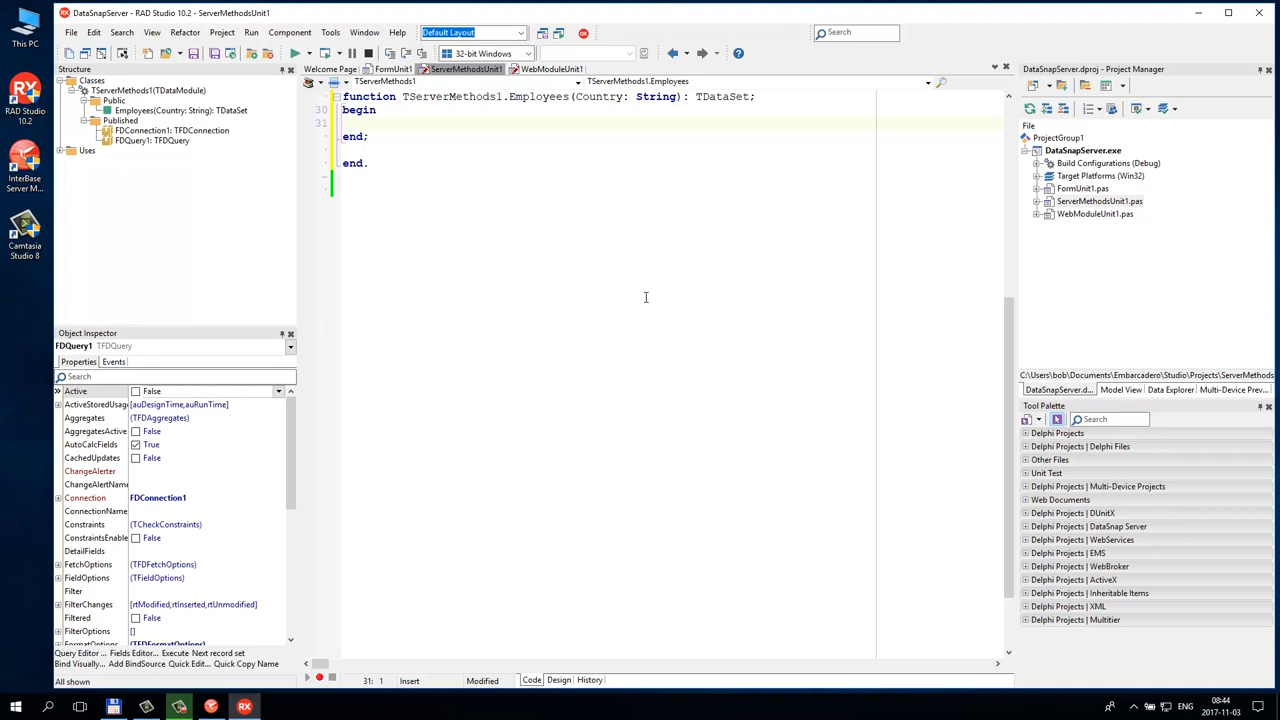 DataSnapServer - RAD Studio 10.2 - ServerMethodsUnit1
File Edit Search View Refactor Project Run Component Tools Window Help Default Layout Search
32-bit Windows
This PC
RAD Studio 10.2
InterBase Server M...
Camtasia Studio 8
Structure
Classes
TServerMethods1(TDataModule)
Public
Employees(Country: String): TDataSet
Published
FDConnection1: TFDConnection
FDQuery1: TFDQuery
Uses
Object Inspector
FDQuery1 TFDQuery
Properties Events
Search
Active False
ActiveStoredUsag [auDesignTime,auRunTime]
Aggregates (TFDAggregates)
AggregatesActive False
AutoCalcFields True
CachedUpdates False
ChangeAlerter
ChangeAlertName
Connection FDConnection1
ConnectionName
Constraints (TCheckConstraints)
ConstraintsEnable False
DetailFields
FetchOptions (TFDFetchOptions)
FieldOptions (TFieldOptions)
Filter
FilterChanges [rtModified,rtInserted,rtUnmodified]
Filtered False
FilterOptions []
FormatOptions (TFDFormatOptions)
Query Editor ... Fields Editor... Execute Next record set
Bind Visually... Add BindSource Quick Edit... Quick Copy Name
All shown
Welcome Page FormUnit1 ServerMethodsUnit1 WebModuleUnit1
TServerMethods1 TServerMethods1.Employees
function TServerMethods1.Employees(Country: String): TDataSet;
30 begin
31
end;
end.
31: 1 Insert Modified Code Design History
DataSnapServer.dproj - Project Manager
File
ProjectGroup1
DataSnapServer.exe
Build Configurations (Debug)
Target Platforms (Win32)
FormUnit1.pas
ServerMethodsUnit1.pas
WebModuleUnit1.pas
C:\Users\bob\Documents\Embarcadero\Studio\Projects\ServerMethods
DataSnapServer.d... Model View Data Explorer Multi-Device Prev...
Tool Palette
Search
Delphi Projects
Delphi Projects | Delphi Files
Other Files
Unit Test
Delphi Projects | Multi-Device Projects
Web Documents
Delphi Projects | DUnitX
Delphi Projects | DataSnap Server
Delphi Projects | WebServices
Delphi Projects | EMS
Delphi Projects | WebBroker
Delphi Projects | ActiveX
Delphi Projects | Inheritable Items
Delphi Projects | XML
Delphi Projects | Multitier
ENG
08:44
2017-11-03